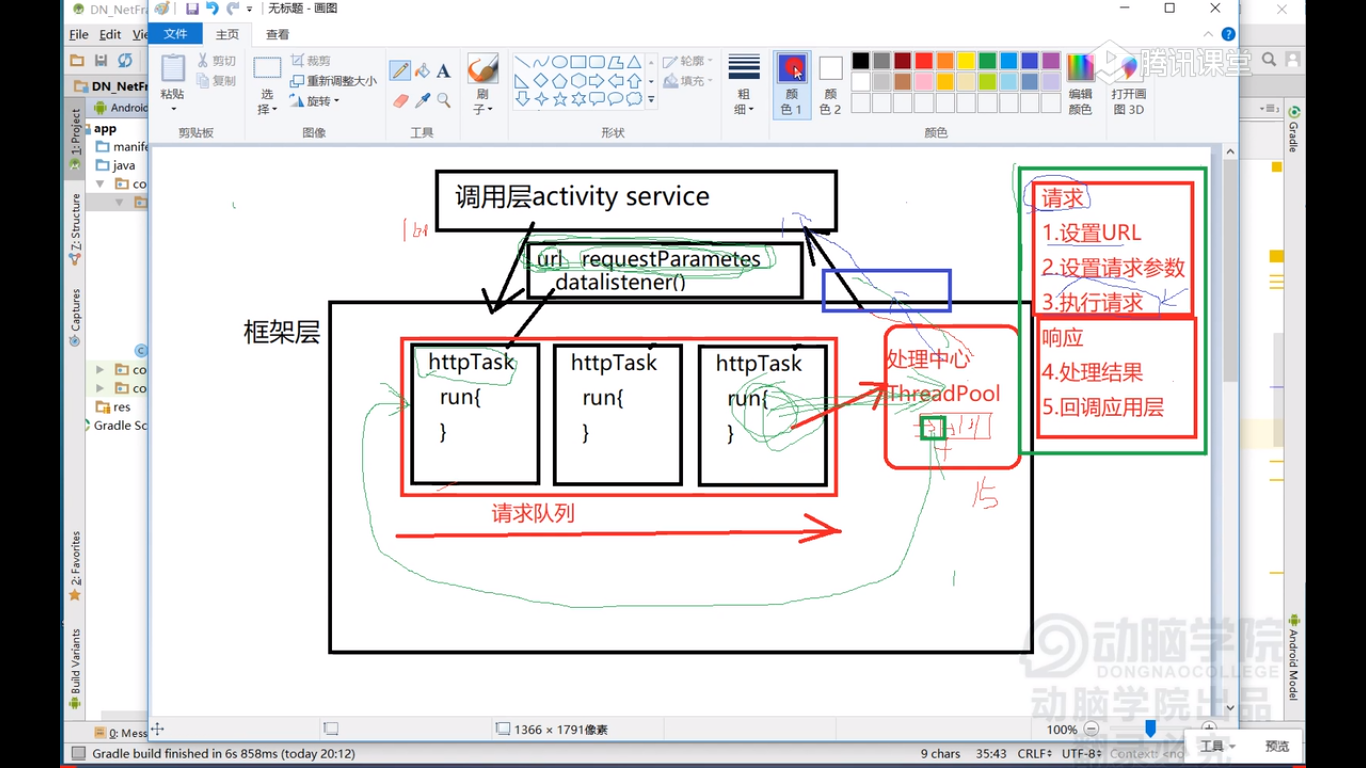 DN_NetFra
无标题 - 画图
File Edit Vie
文件 主页 查看
粘贴
剪切
复制
剪贴板
选择
裁剪
重新调整大小
旋转
图像
A
工具
刷子
轮廓
填充
形状
粗细
颜色1
颜色2
颜色
编辑颜色
打开画图 3D
腾讯课堂
DN_NetFr
Android
app
manife
java
co
co
co
res
Gradle Sc
1: Project
Z: Structure
Captures
2: Favorites
Build Variants
Gradle
Android Model
调用层activity service
url requestParametes
datalistener()
框架层
httpTask
run{
}
httpTask
run{
}
httpTask
run{
}
请求队列
处理中心
ThreadPool
15
请求
1.设置URL
2.设置请求参数
3.执行请求
响应
4.处理结果
5.回调应用层
动脑学院
DONGNAOCOLLEGE
动脑学院出品
翻录必究
1366 × 1791像素
100%
0: Mess
Gradle build finished in 6s 858ms (today 20:12)
9 chars 35:43 CRLF UTF-8 Context: <no
工具 预览